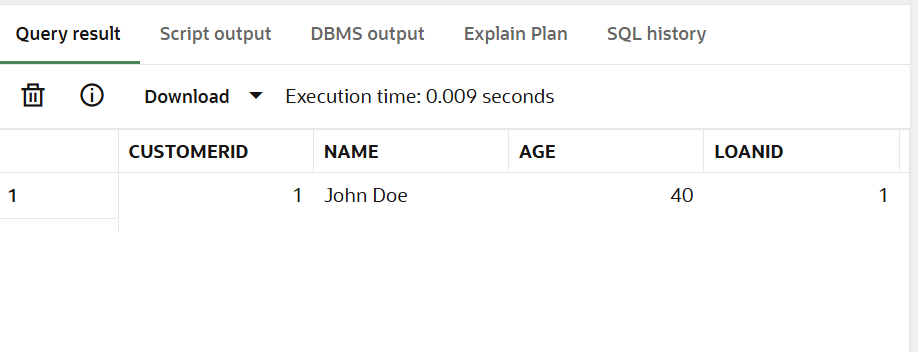 Query result Script output DBMS output Explain Plan SQL history
Download Execution time: 0.009 seconds
CUSTOMERID NAME AGE LOANID
1 1 John Doe 40 1